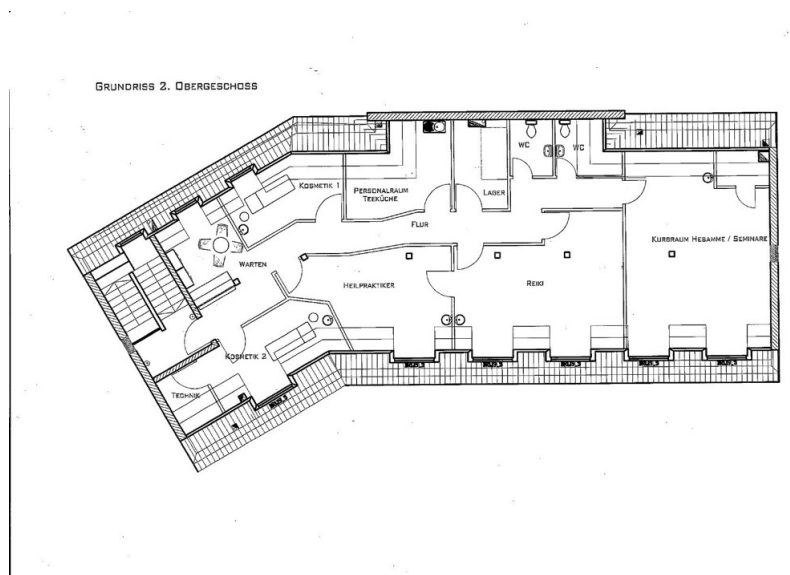 GRUNDRISS 2. OBERGESCHOSS
WC
WC
KOSMETIK 1
PERSONALRAUM
TEEKÜCHE
LAGER
FLUR
KURSRAUM HEBAMME / SEMINARE
WARTEN
HEILPRAKTIKER
REIKI
KOSMETIK 2
TECHNIK